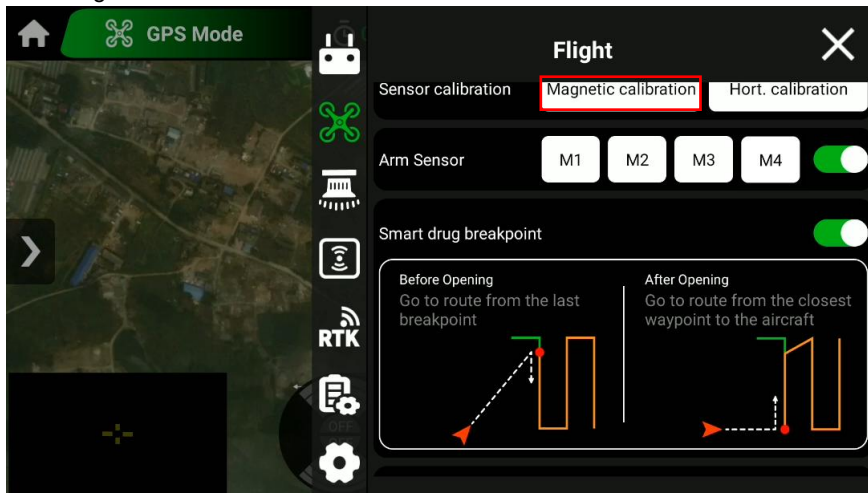 GPS Mode
Flight
Sensor calibration
Magnetic calibration
Hort. calibration
Arm Sensor
M1
M2
M3
M4
Smart drug breakpoint
Before Opening
Go to route from the last
breakpoint
After Opening
Go to route from the closest
waypoint to the aircraft
RTK
OFF